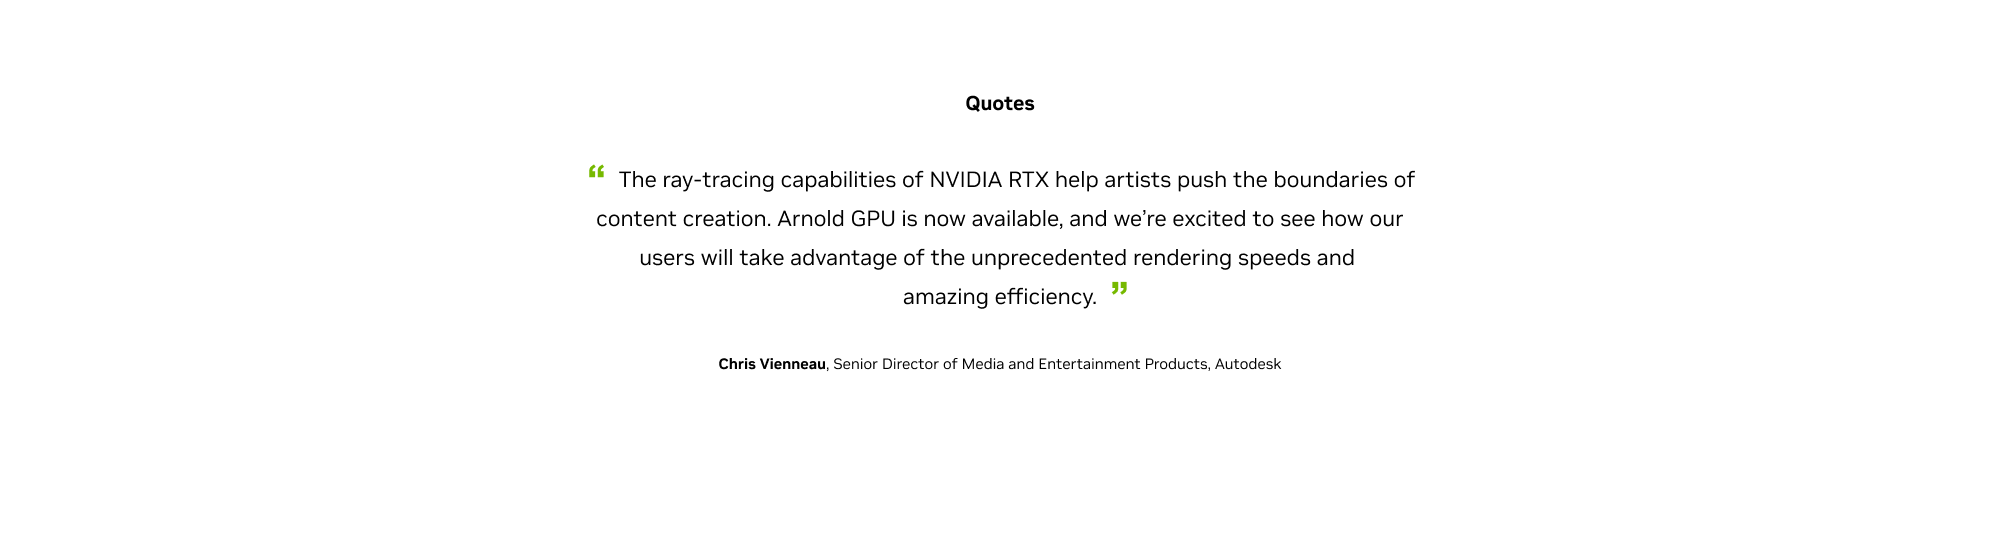 Quotes
“ The ray-tracing capabilities of NVIDIA RTX help artists push the boundaries of
content creation. Arnold GPU is now available, and we’re excited to see how our
users will take advantage of the unprecedented rendering speeds and
amazing efficiency. ”
Chris Vienneau, Senior Director of Media and Entertainment Products, Autodesk